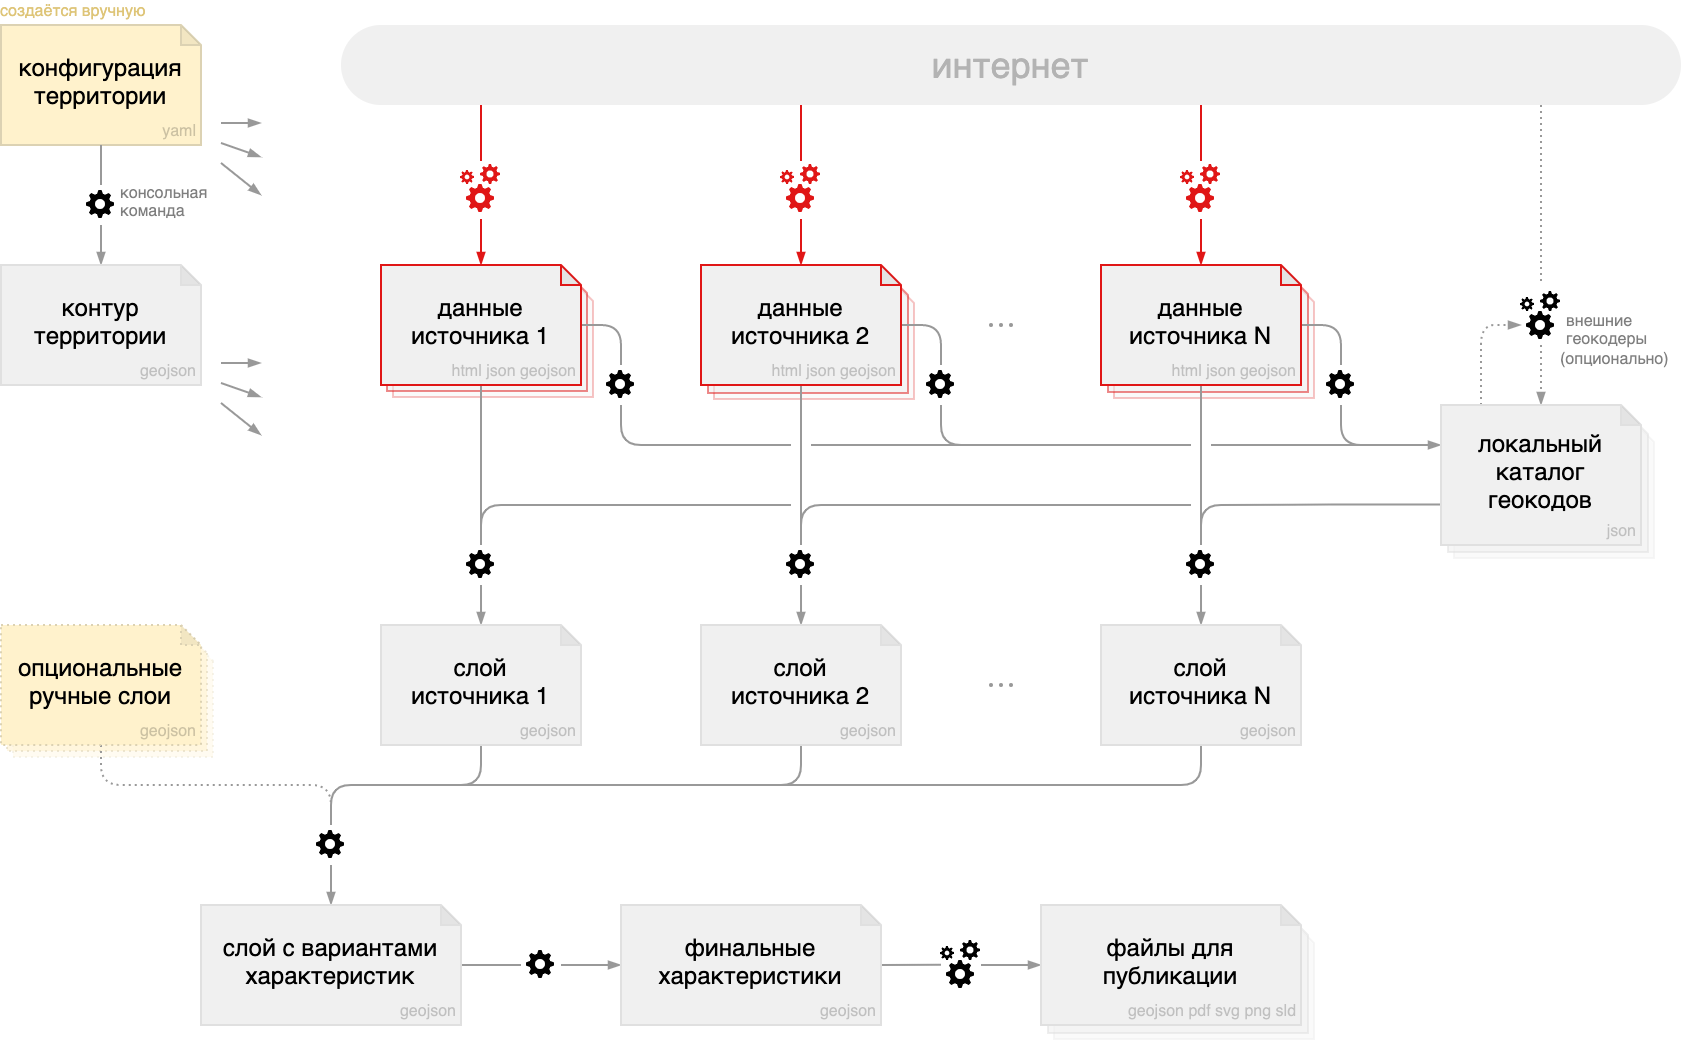 создаётся вручную
конфигурация
территории
yaml
интернет
консольная
команда
контур
территории
geojson
данные
источника 1
html json geojson
данные
источника 2
html json geojson
...
данные
источника N
html json geojson
внешние
геокодеры
(опционально)
локальный
каталог
геокодов
json
опциональные
ручные слои
geojson
слой
источника 1
geojson
слой
источника 2
geojson
...
слой
источника N
geojson
слой с вариантами
характеристик
geojson
финальные
характеристики
geojson
файлы для
публикации
geojson pdf svg png sld